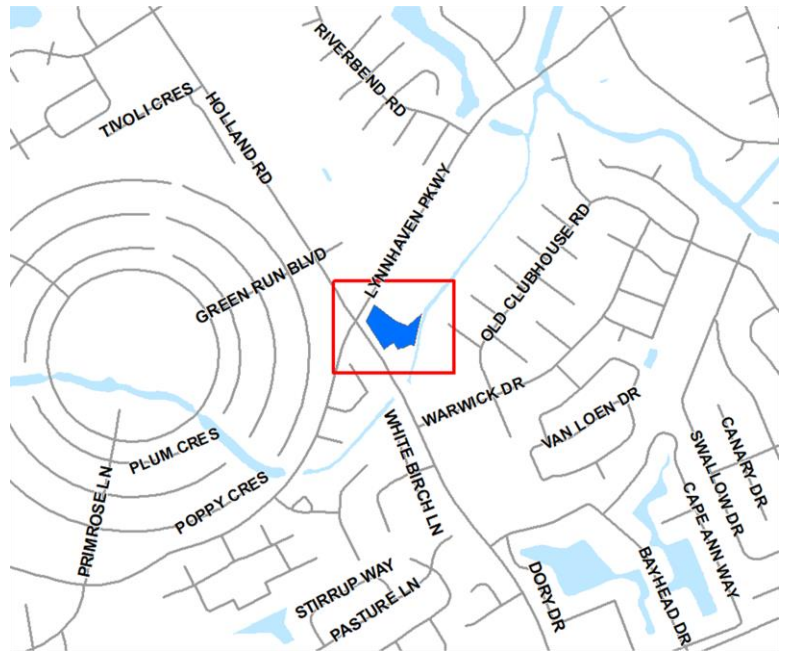 RIVERBEND RD
TIVOLI CRES
HOLLAND RD
LYNNHAVEN PKWY
OLD CLUBHOUSE RD
GREEN RUN BLVD
WARWICK DR
VAN LOEN DR
WHITE BIRCH LN
CANARY DR
SWALLOW DR
CAPE ANN WAY
PLUM CRES
POPPY CRES
PRIMROSE LN
STIRRUP WAY
PASTURE LN
DORY DR
BAYHEAD DR